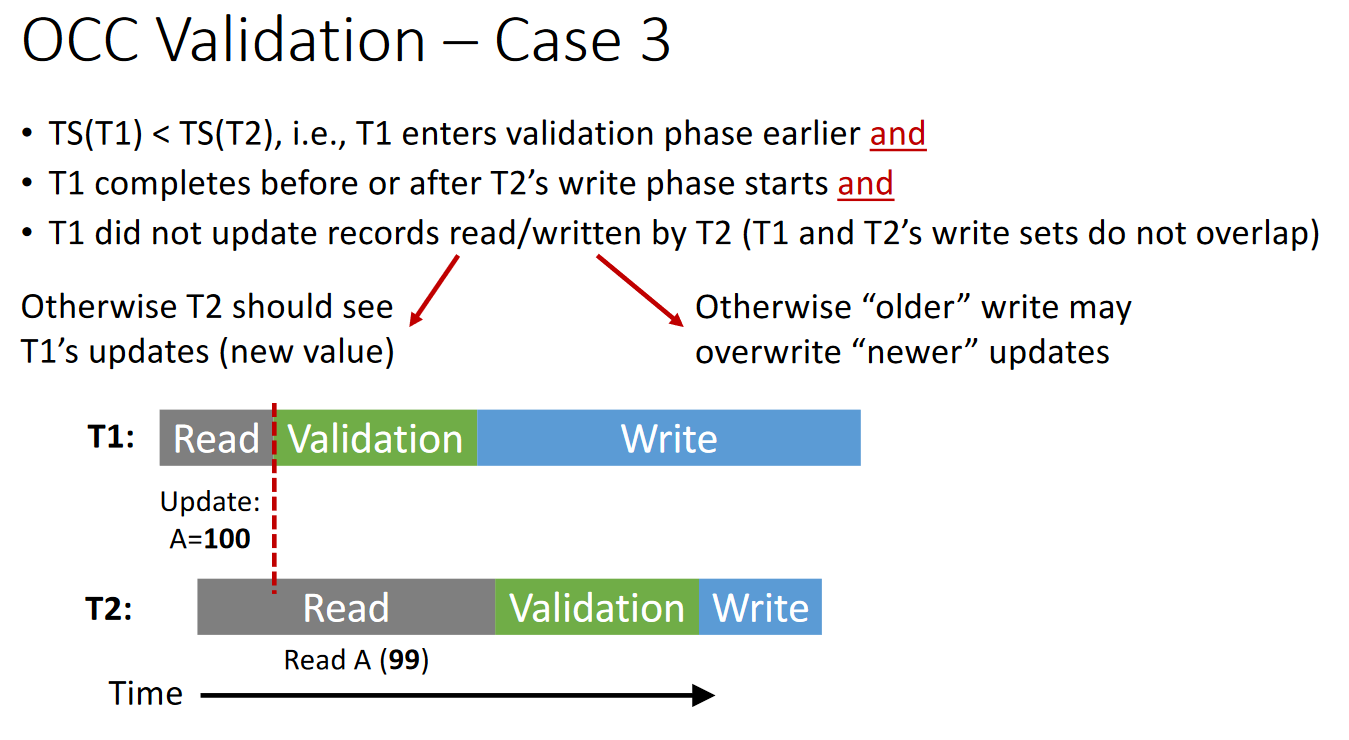 OCC Validation – Case 3
• TS(T1) < TS(T2), i.e., T1 enters validation phase earlier and
• T1 completes before or after T2’s write phase starts and
• T1 did not update records read/written by T2 (T1 and T2’s write sets do not overlap)
Otherwise T2 should see
T1’s updates (new value)
Otherwise “older” write may
overwrite “newer” updates
T1: Read Validation Write
Update:
A=100
T2: Read Validation Write
Read A (99)
Time